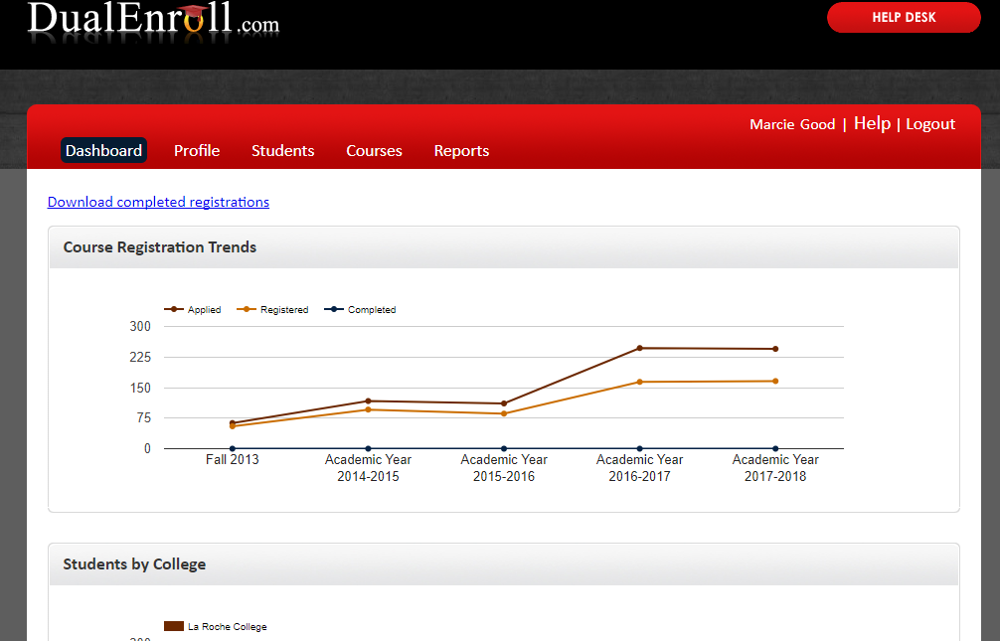 DualEnroll.com
HELP DESK
Marcie Good | Help | Logout
Dashboard Profile Students Courses Reports
Download completed registrations
Course Registration Trends
Applied Registered Completed
300
225
150
75
0
Fall 2013 Academic Year Academic Year Academic Year Academic Year
2014-2015 2015-2016 2016-2017 2017-2018
Students by College
La Roche College